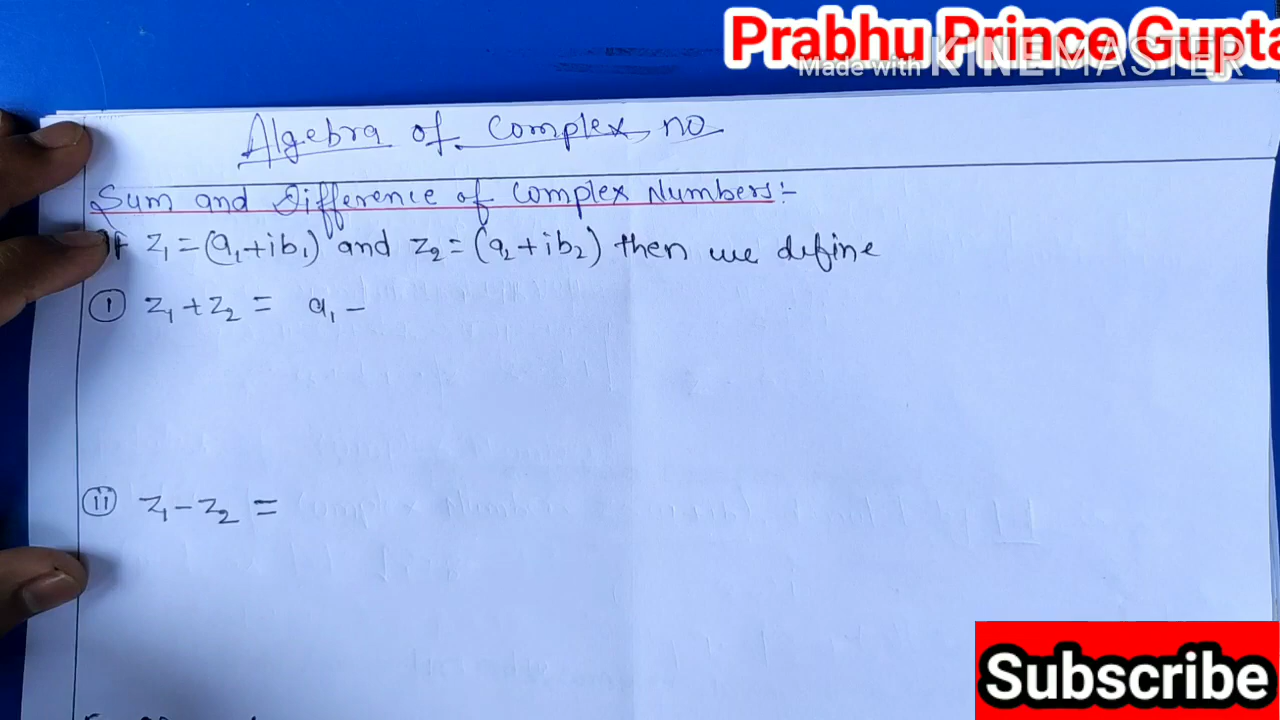 Prabhu Prince Gupta
Made with KINEMASTER
Algebra of Complex no
Sum and Difference of Complex Numbers:-
If z₁ = (a₁+ib₁) and z₂ = (a₂+ib₂) then we define
(i) z₁ + z₂ = a₁ -
(ii) z₁ - z₂ =
Subscribe